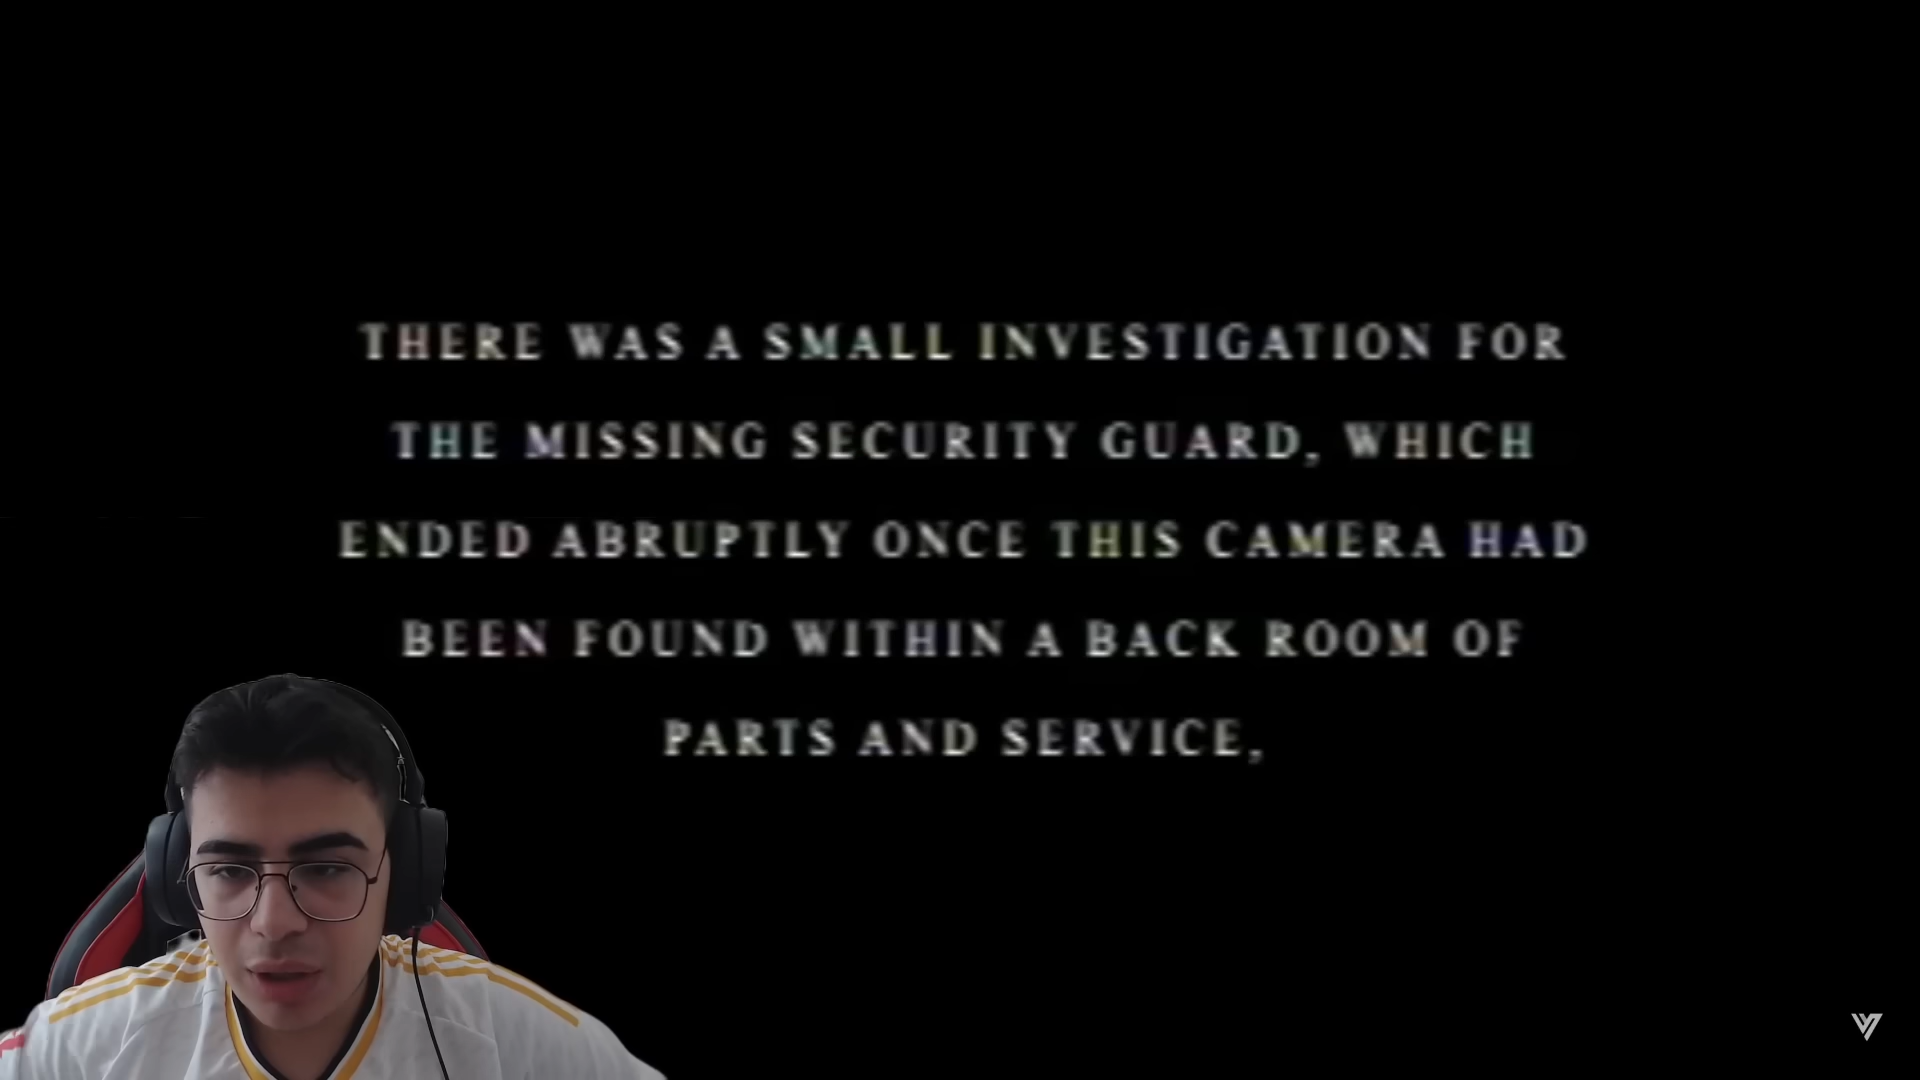 THERE WAS A SMALL INVESTIGATION FOR
THE MISSING SECURITY GUARD, WHICH
ENDED ABRUPTLY ONCE THIS CAMERA HAD
BEEN FOUND WITHIN A BACK ROOM OF
PARTS AND SERVICE,